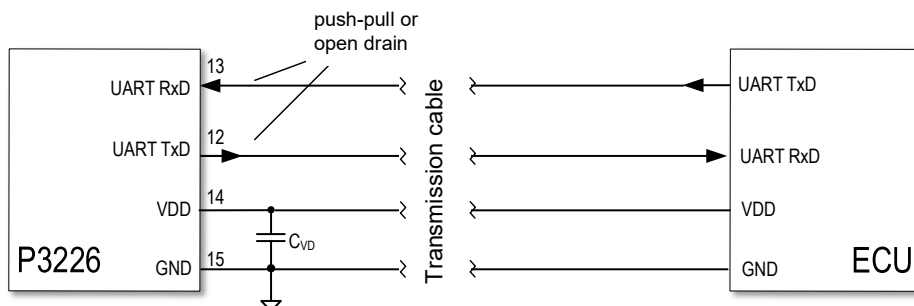 push-pull or
open drain
13
UART RxD
UART TxD
12
UART TxD
UART RxD
14
VDD
VDD
C_VD
15
GND
GND
P3226
ECU
Transmission cable